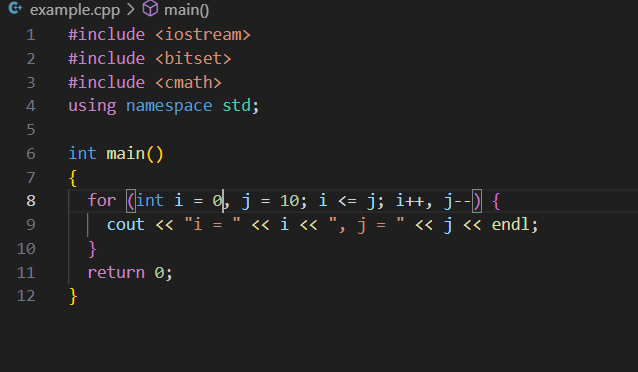 example.cpp > main()
1 #include <iostream>
2 #include <bitset>
3 #include <cmath>
4 using namespace std;
5
6 int main()
7 {
8   for (int i = 0, j = 10; i <= j; i++, j--) {
9     cout << "i = " << i << ", j = " << j << endl;
10   }
11   return 0;
12 }